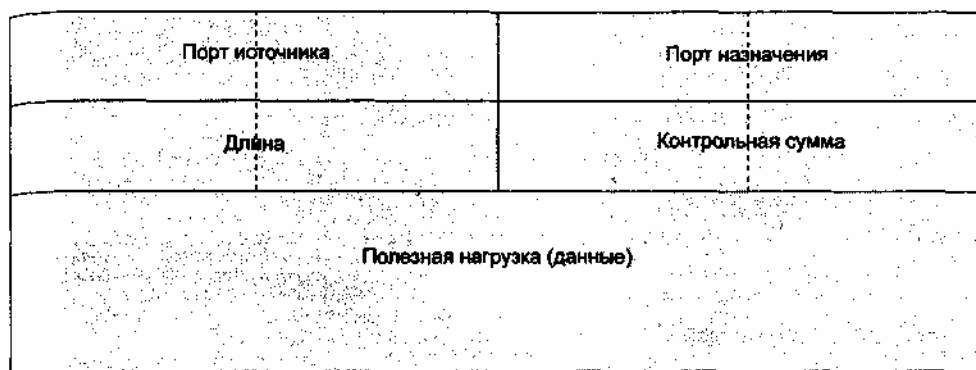 Порт источника
Порт назначения
Длина
Контрольная сумма
Полезная нагрузка (данные)